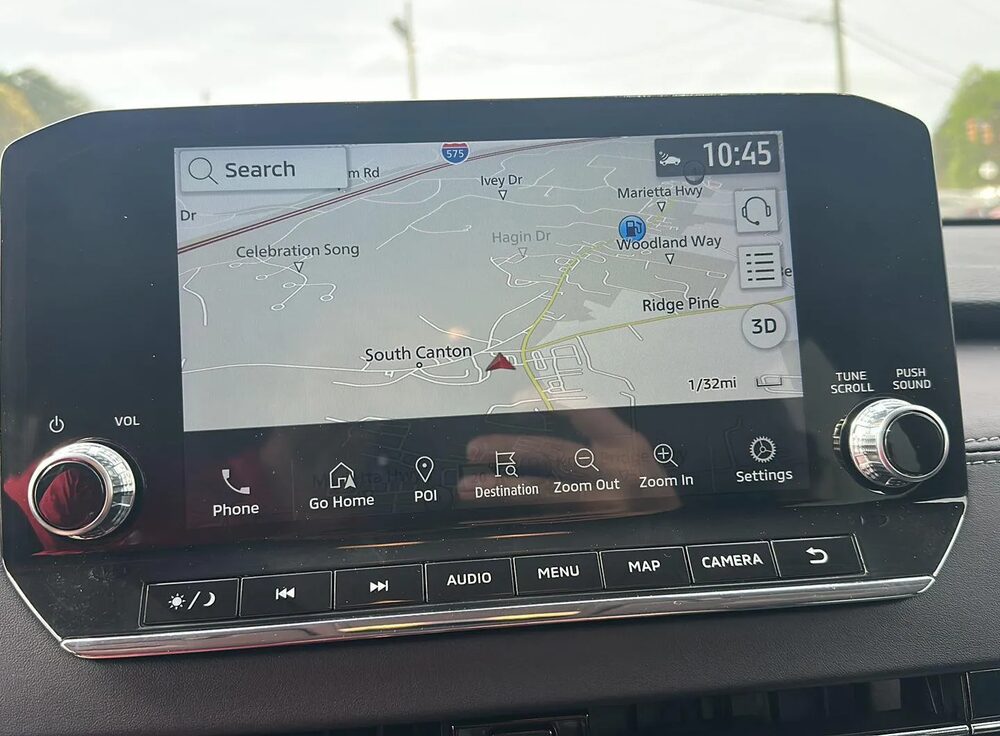 575
10:45
Search
m Rd
Ivey Dr
Marietta Hwy
Dr
Hagin Dr
Woodland Way
Celebration Song
Be
Ridge Pine
3D
South Canton
1/32mi
TUNE
SCROLL
PUSH
SOUND
VOL
Phone
Go Home
POI
Destination
Zoom Out
Zoom In
Settings
AUDIO
MENU
MAP
CAMERA